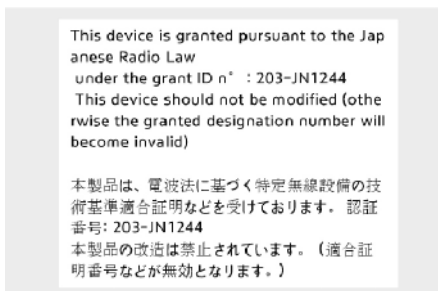 This device is granted pursuant to the Jap
anese Radio Law
under the grant ID n° : 203-JN1244
This device should not be modified (othe
rwise the granted designation number will
become invalid)
本製品は、電波法に基づく特定無線設備の技
術基準適合証明などを受けております。 認証
番号: 203-JN1244
本製品の改造は禁止されています。（適合証
明番号などが無効となります。）